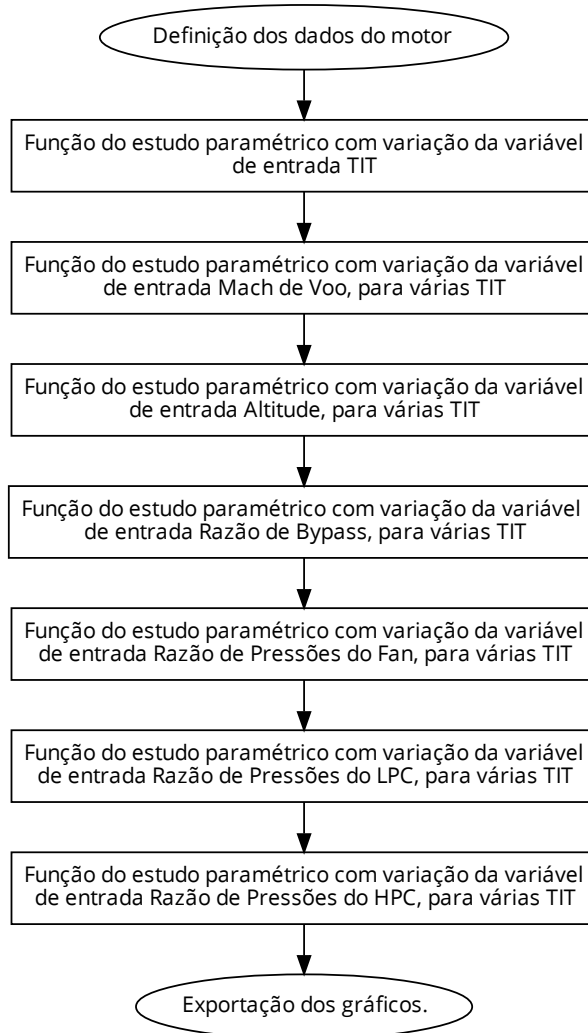 Definição dos dados do motor
Função do estudo paramétrico com variação da variável
de entrada TIT
Função do estudo paramétrico com variação da variável
de entrada Mach de Voo, para várias TIT
Função do estudo paramétrico com variação da variável
de entrada Altitude, para várias TIT
Função do estudo paramétrico com variação da variável
de entrada Razão de Bypass, para várias TIT
Função do estudo paramétrico com variação da variável
de entrada Razão de Pressões do Fan, para várias TIT
Função do estudo paramétrico com variação da variável
de entrada Razão de Pressões do LPC, para várias TIT
Função do estudo paramétrico com variação da variável
de entrada Razão de Pressões do HPC, para várias TIT
Exportação dos gráficos.